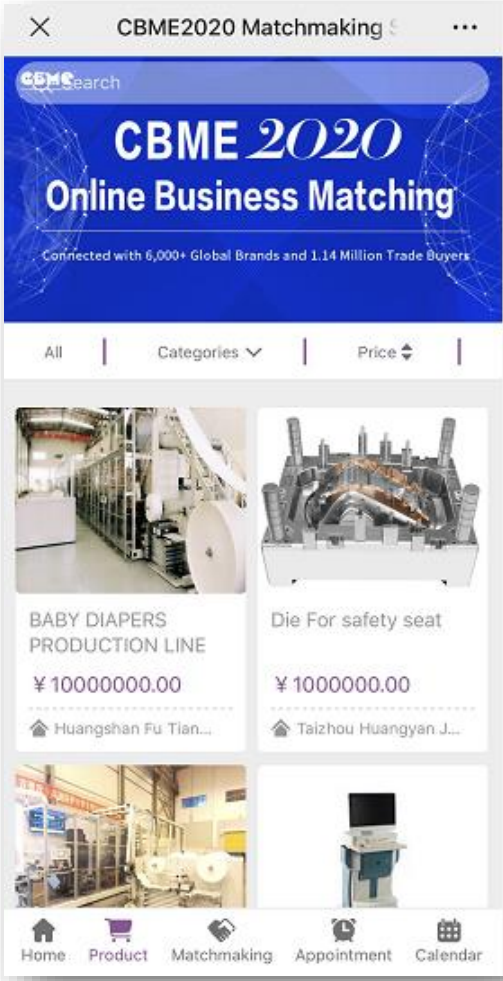 CBME2020 Matchmaking
CBME Search
CBME 2020
Online Business Matching
Connected with 6,000+ Global Brands and 1.14 Million Trade Buyers
All Categories Price
BABY DIAPERS
PRODUCTION LINE
¥10000000.00
Huangshan Fu Tian...
Die For safety seat
¥1000000.00
Taizhou Huangyan J...
Home Product Matchmaking Appointment Calendar